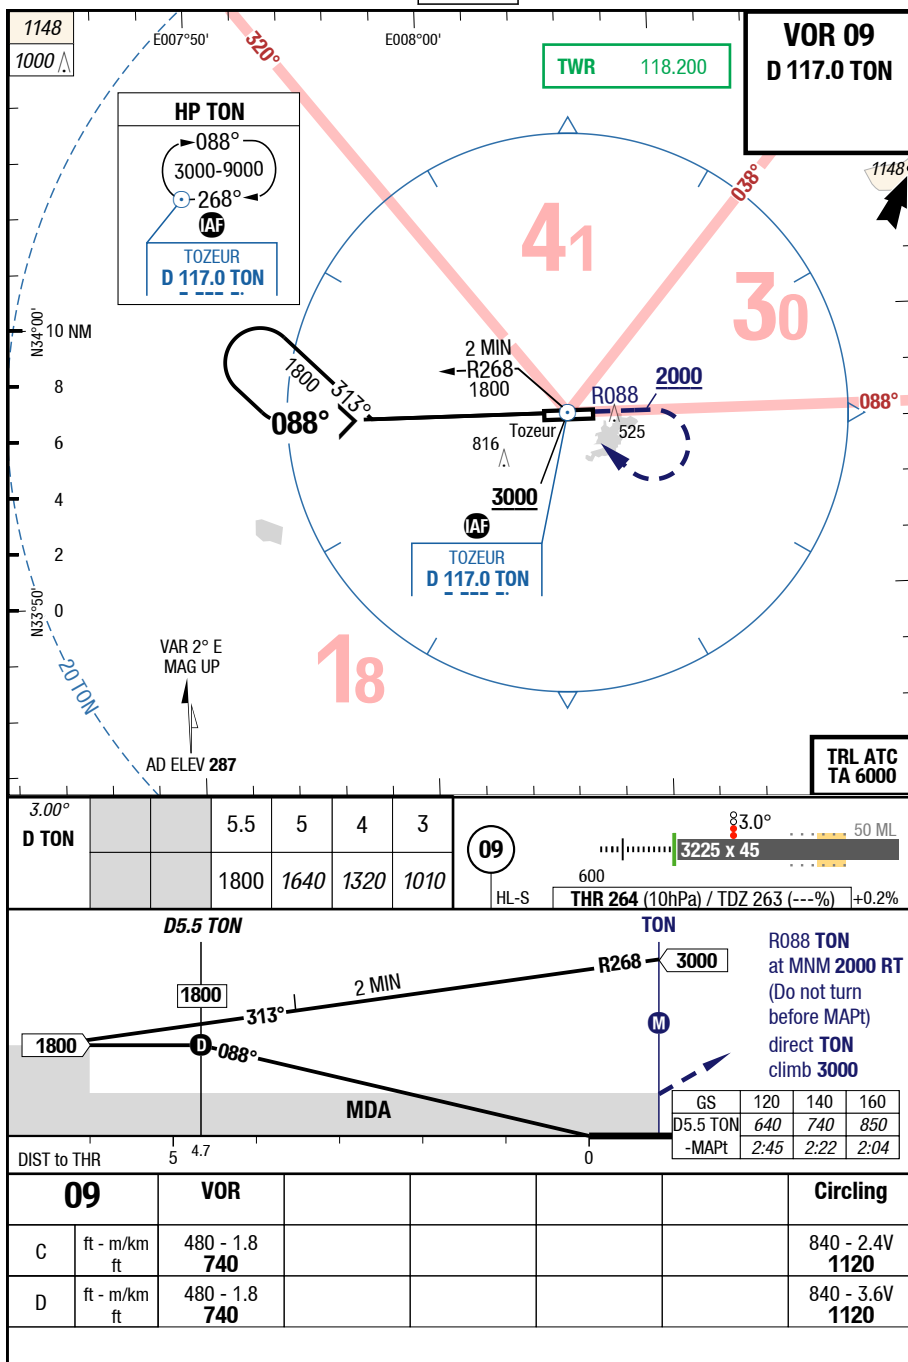 1148
1000
E007°50'
E008°00'
TWR 118.200
VOR 09
D 117.0 TON
320°
038°
1148
HP TON
088°
3000-9000
268°
IAF
TOZEUR
D 117.0 TON
41
30
N34°00'
10 NM
8
6
4
2
0
N33°50'
1800
313°
088°
2 MIN
R268
1800
R088
2000
088°
Tozeur
525
816
3000
IAF
TOZEUR
D 117.0 TON
18
20 TON
VAR 2° E
MAG UP
AD ELEV 287
TRL ATC
TA 6000
3.00°
D TON
5.5 5 4 3
1800 1640 1320 1010
09
HL-S
3.0°
50 ML
3225 x 45
600
THR 264 (10hPa) / TDZ 263 (---%)
+0.2%
D5.5 TON
TON
R268
3000
2 MIN
1800
313°
1800
D
088°
M
MDA
R088 TON
at MNM 2000 RT
(Do not turn
before MAPt)
direct TON
climb 3000
GS 120 140 160
D5.5 TON 640 740 850
-MAPt 2:45 2:22 2:04
DIST to THR 5 4.7 0
09 VOR Circling
C ft - m/km 480 - 1.8 840 - 2.4V
ft 740 1120
D ft - m/km 480 - 1.8 840 - 3.6V
ft 740 1120